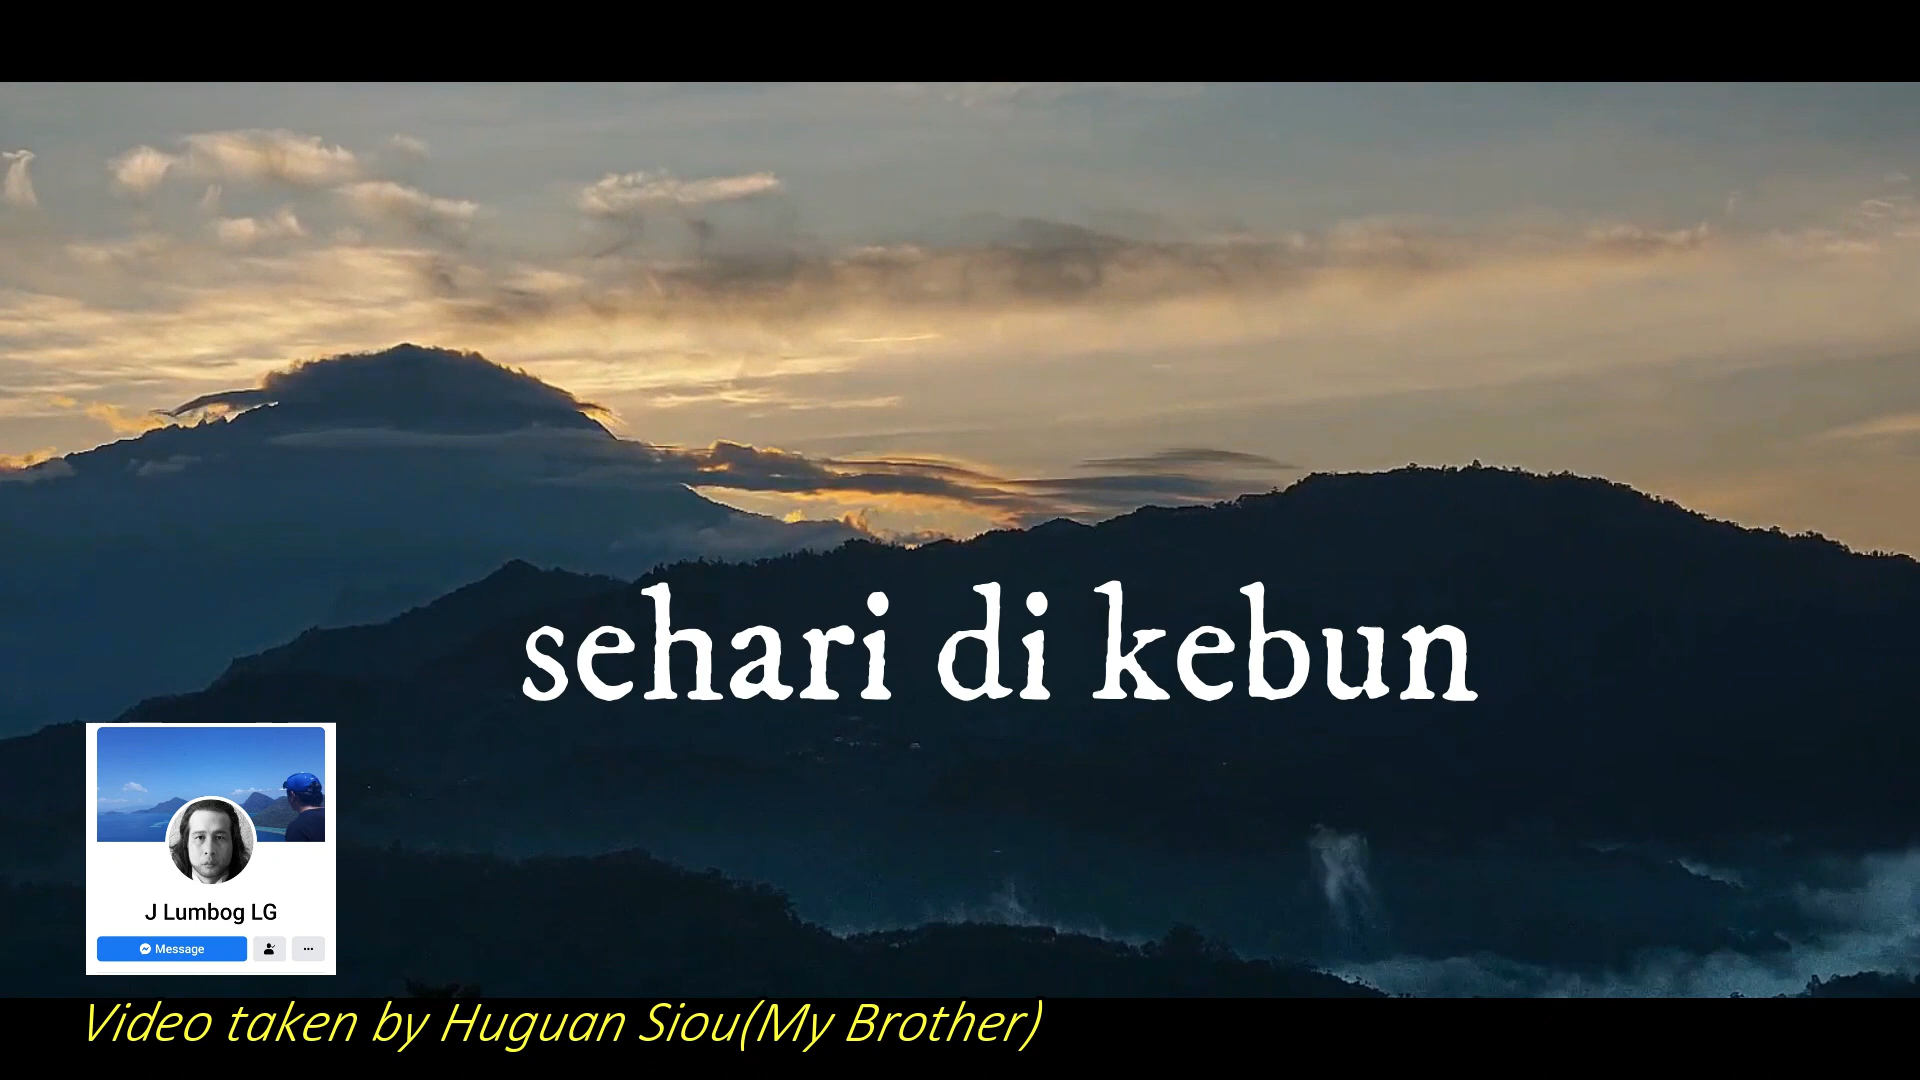 sehari di kebun
J Lumbog LG
Message
Video taken by Huguan Siou(My Brother)